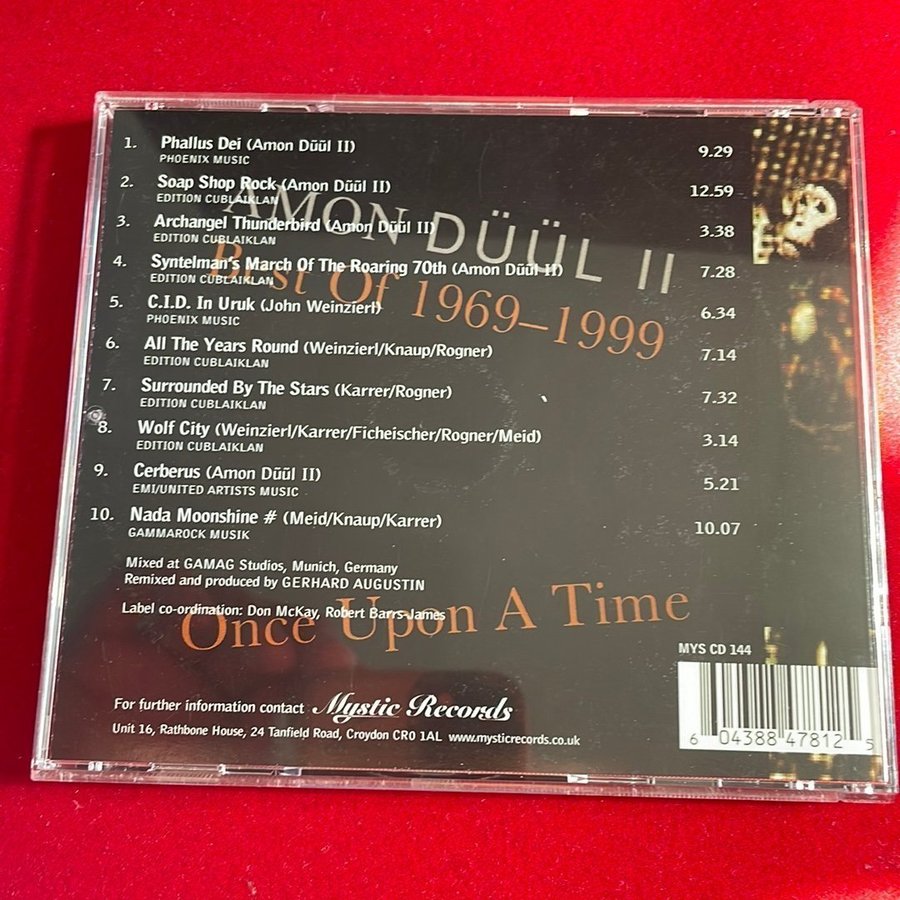 1. Phallus Dei (Amon Düül II) 9.29
PHOENIX MUSIC
2. Soap Shop Rock (Amon Düül II) 12.59
EDITION CUBLAIKLAN
3. Archangel Thunderbird (Amon Düül II) 3.38
EDITION CUBLAIKLAN
4. Syntelman's March Of The Roaring 70th (Amon Düül II) 7.28
EDITION CUBLAIKLAN
5. C.I.D. In Uruk (John Weinzierl) 6.34
PHOENIX MUSIC
6. All The Years Round (Weinzierl/Knaup/Rogner) 7.14
EDITION CUBLAIKLAN
7. Surrounded By The Stars (Karrer/Rogner) 7.32
EDITION CUBLAIKLAN
8. Wolf City (Weinzierl/Karrer/Ficheischer/Rogner/Meid) 3.14
EDITION CUBLAIKLAN
9. Cerberus (Amon Düül II) 5.21
EMI/UNITED ARTISTS MUSIC
10. Nada Moonshine # (Meid/Knaup/Karrer) 10.07
GAMMAROCK MUSIK
AMON DÜÜL II
Best Of 1969–1999
Mixed at GAMAG Studios, Munich, Germany
Remixed and produced by GERHARD AUGUSTIN
Label co-ordination: Don McKay, Robert Barrs-James
Once Upon A Time
MYS CD 144
For further information contact Mystic Records
Unit 16, Rathbone House, 24 Tanfield Road, Croydon CR0 1AL www.mysticrecords.co.uk
6 04388 47812 5